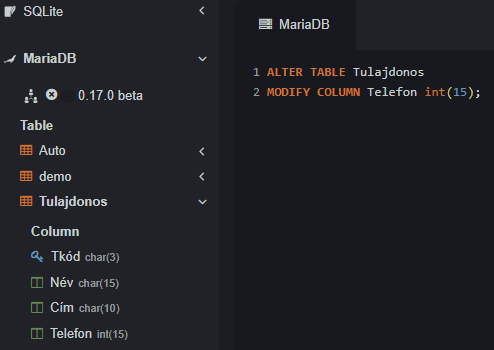 SQLite
MariaDB
0.17.0 beta
Table
Auto
demo
Tulajdonos
Column
Tkód char(3)
Név char(15)
Cím char(10)
Telefon int(15)
MariaDB
1 ALTER TABLE Tulajdonos
2 MODIFY COLUMN Telefon int(15);